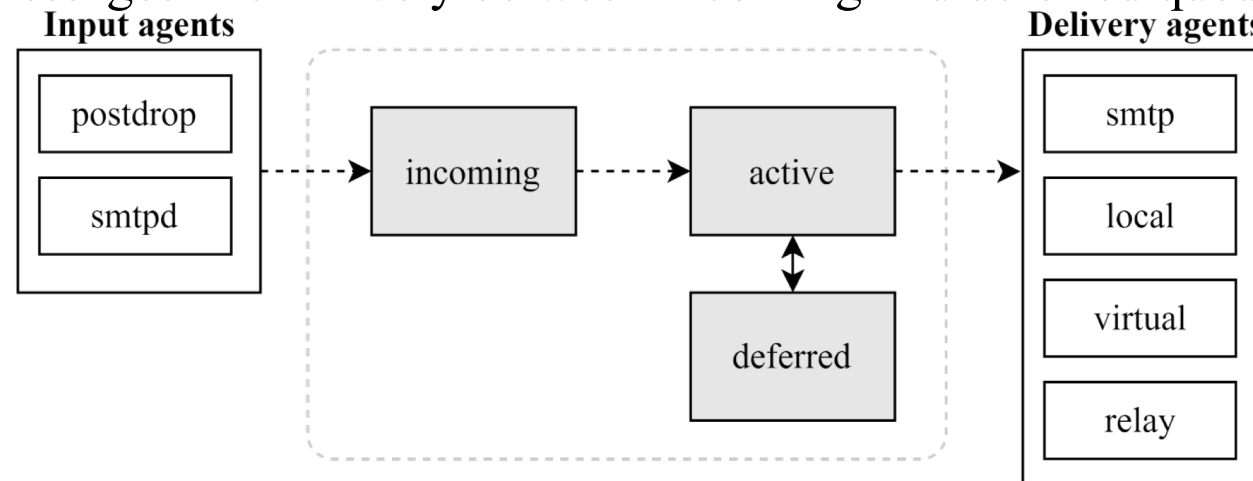 Input agents
Delivery agents
postdrop
smtpd
incoming
active
deferred
smtp
local
virtual
relay